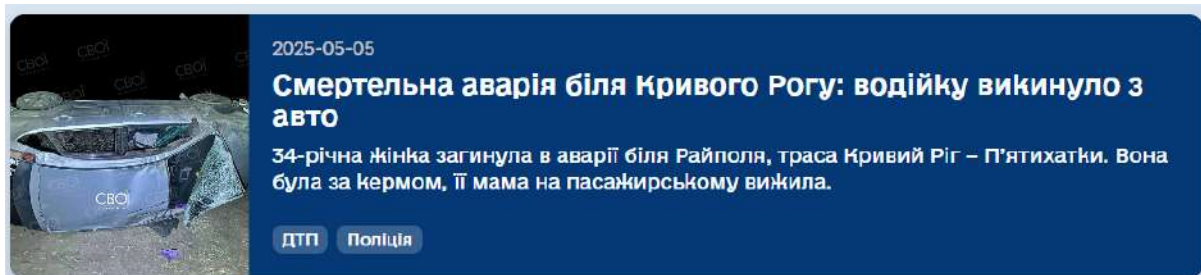 СВОЇ СВОЇ СВОЇ
СВОЇ СВОЇ
СВОЇ
2025-05-05
Смертельна аварія біля Кривого Рогу: водійку викинуло з
авто
34-річна жінка загинула в аварії біля Райполя, траса Кривий Ріг – П'ятихатки. Вона
була за кермом, її мама на пасажирському вижила.
ДТП Поліція